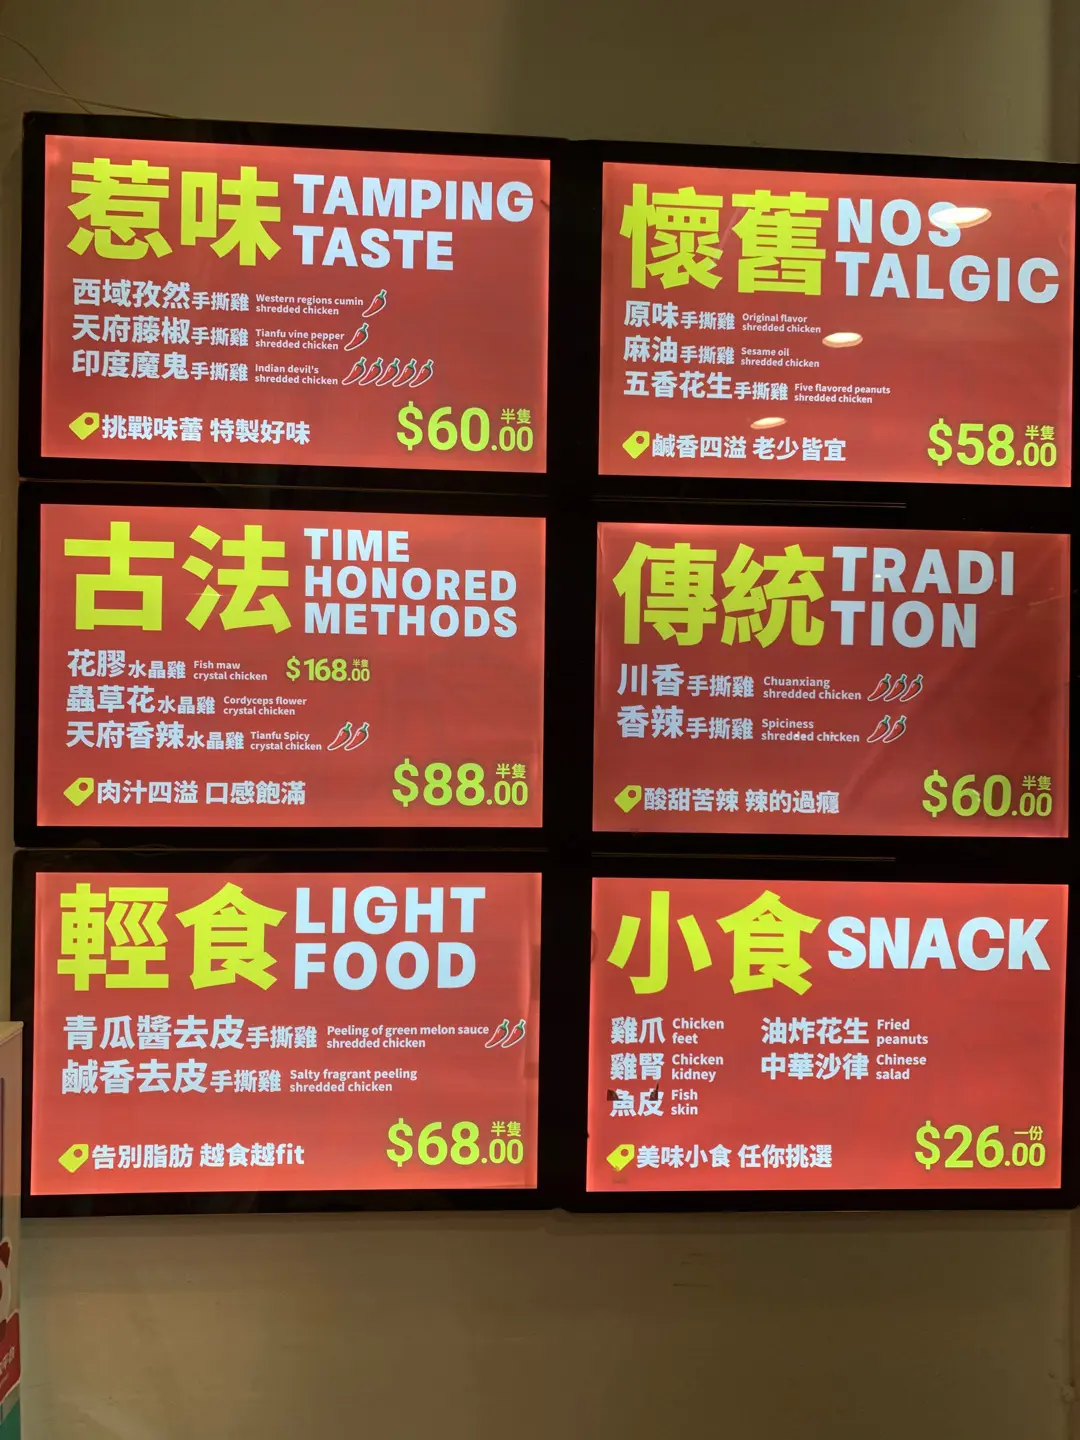 惹味 TAMPING
TASTE
西域孜然手撕雞 Western regions cumin
shredded chicken
天府藤椒手撕雞 Tianfu vine pepper
shredded chicken
印度魔鬼手撕雞 Indian devil's
shredded chicken
挑戰味蕾 特製好味
$60.00 半隻
懷舊 NOS
TALGIC
原味手撕雞 Original flavor
shredded chicken
麻油手撕雞 Sesame oil
shredded chicken
五香花生手撕雞 Five flavored peanuts
shredded chicken
鹹香四溢 老少皆宜
$58.00 半隻
古法 TIME
HONORED
METHODS
花膠水晶雞 Fish maw
crystal chicken
$168.00 半隻
蟲草花水晶雞 Cordyceps flower
crystal chicken
天府香辣水晶雞 Tianfu Spicy
crystal chicken
肉汁四溢 口感飽滿
$88.00 半隻
傳統 TRADI
TION
川香手撕雞 Chuanxiang
shredded chicken
香辣手撕雞 Spiciness
shredded chicken
酸甜苦辣 辣的過癮
$60.00 半隻
輕食 LIGHT
FOOD
青瓜醬去皮手撕雞 Peeling of green melon sauce
shredded chicken
鹹香去皮手撕雞 Salty fragrant peeling
shredded chicken
告別脂肪 越食越fit
$68.00 半隻
小食 SNACK
雞爪 Chicken
feet
油炸花生 Fried
peanuts
雞腎 Chicken
kidney
中華沙律 Chinese
salad
魚皮 Fish
skin
美味小食 任你挑選
$26.00 一份